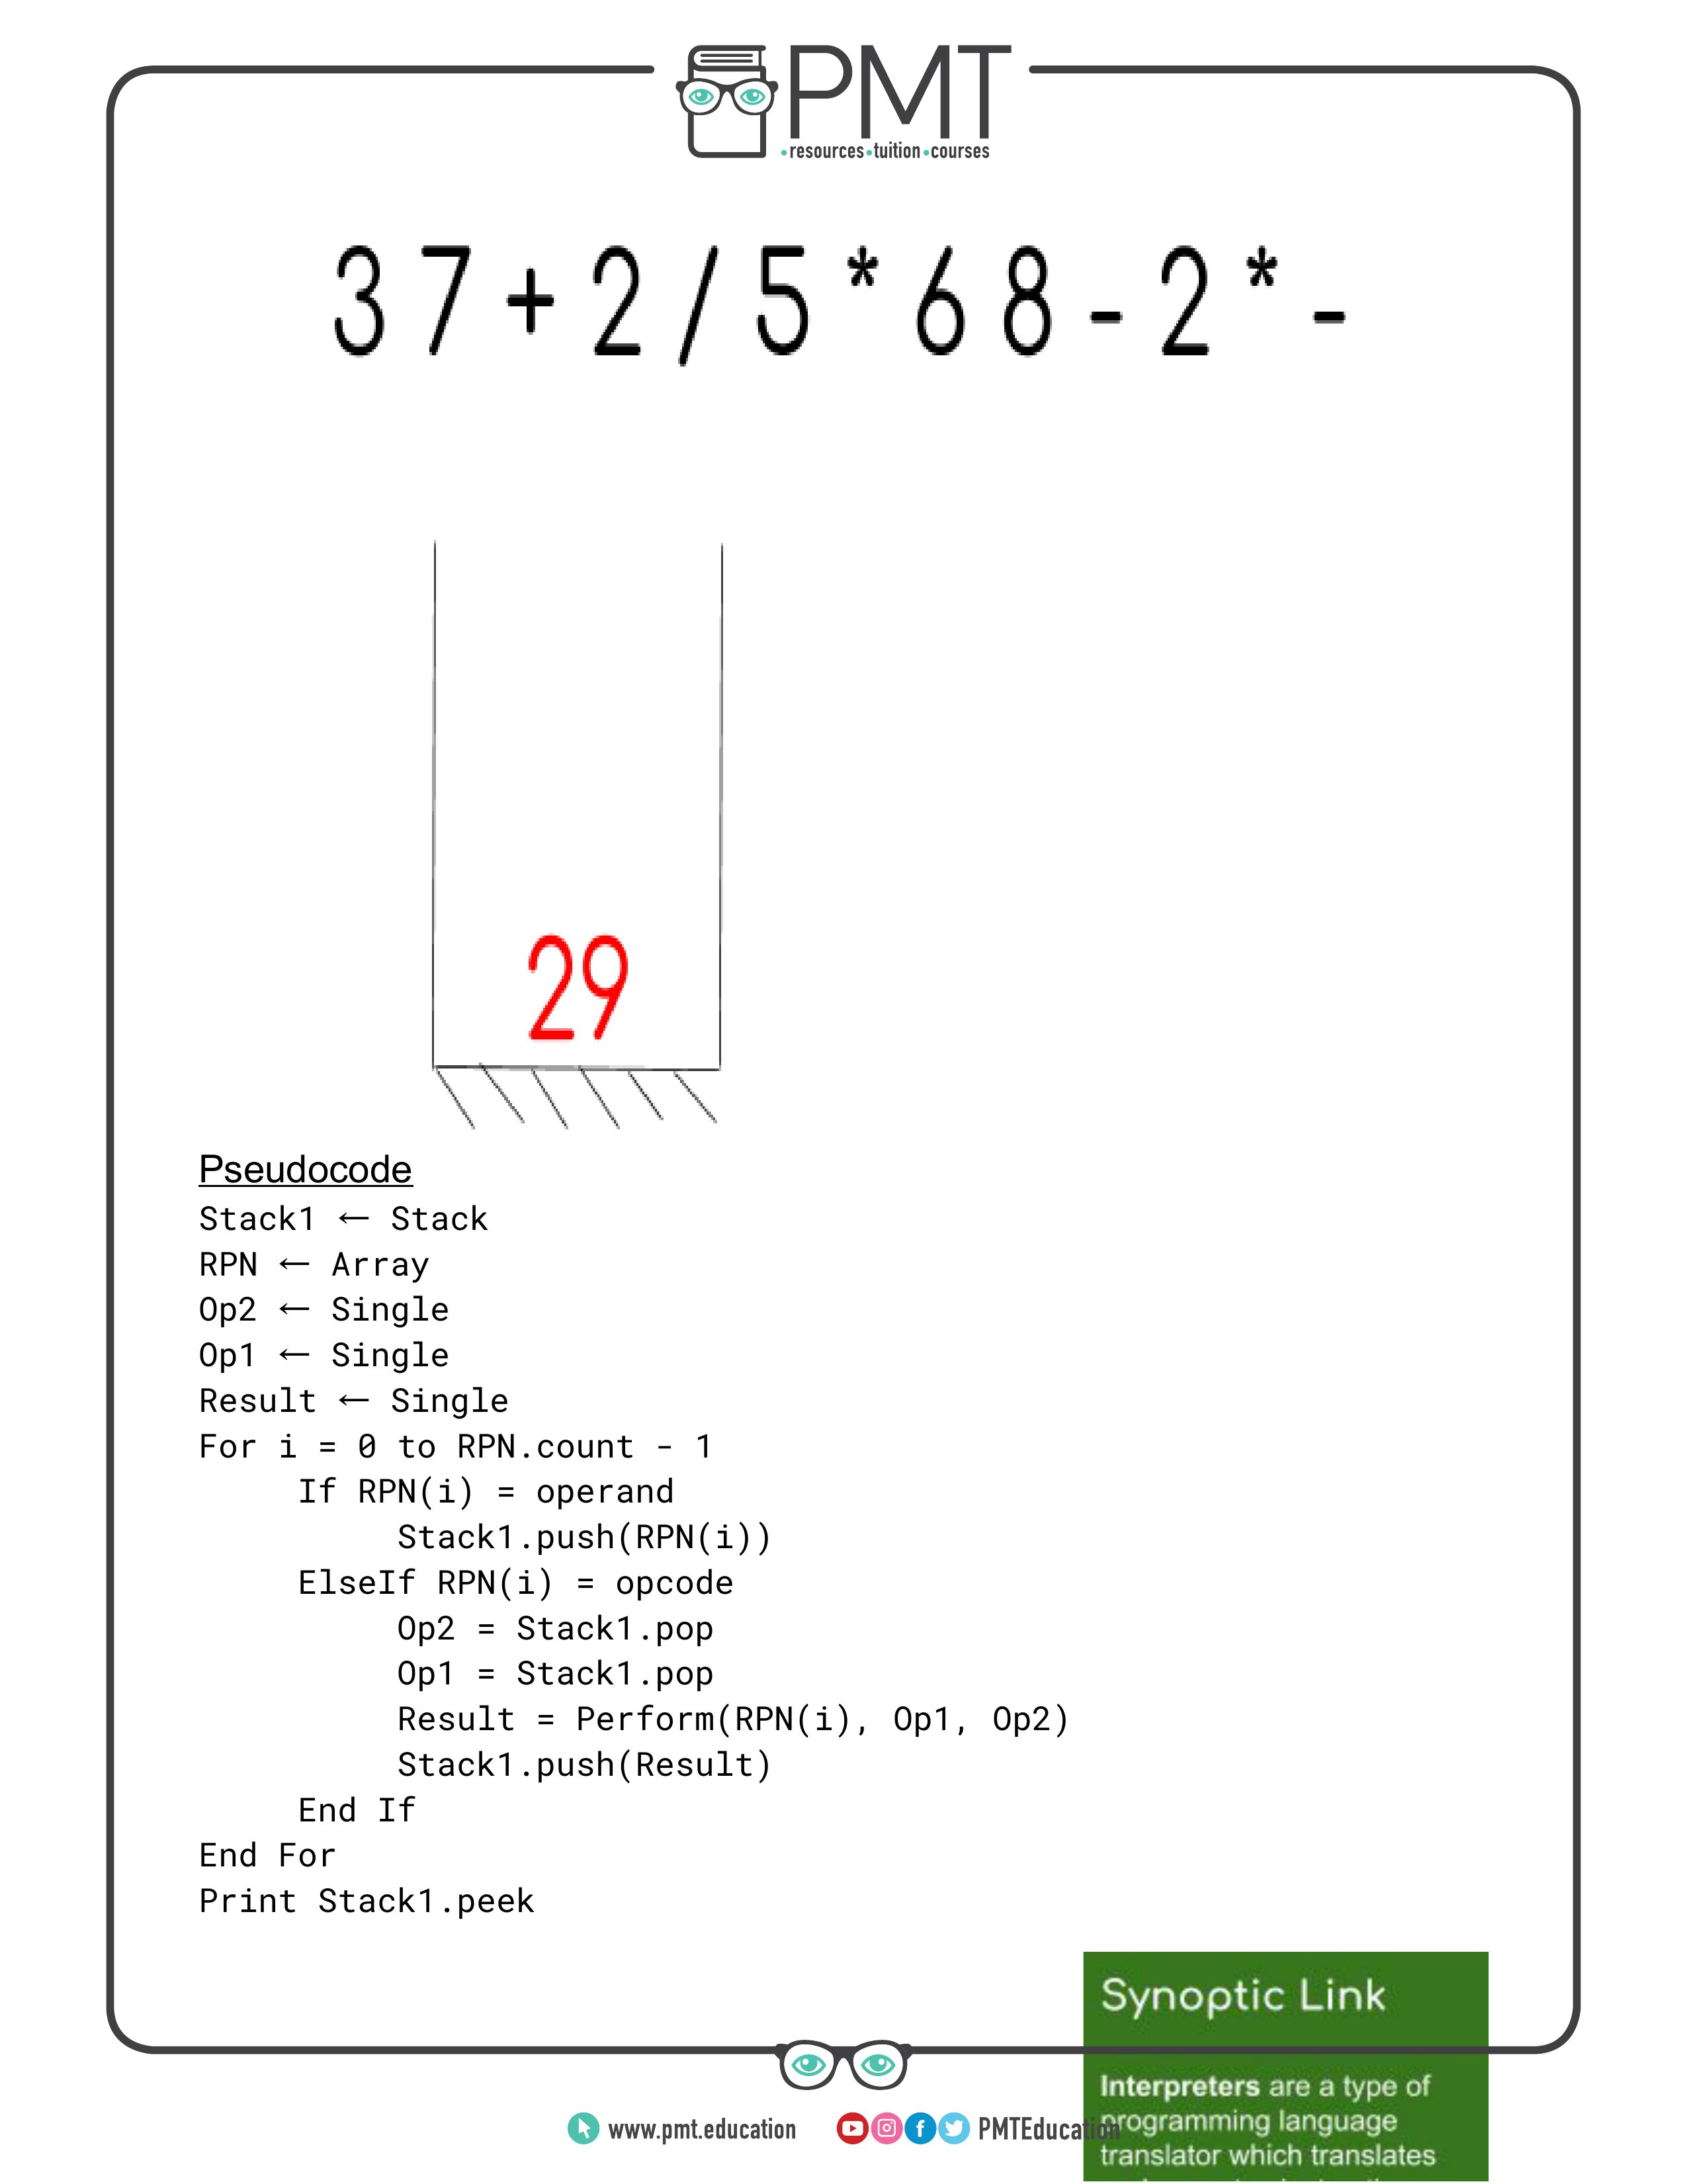 PMT
•resources•tuition•courses
3 7 + 2 / 5 * 6 8 - 2 * -
29
Pseudocode
Stack1 ← Stack
RPN ← Array
Op2 ← Single
Op1 ← Single
Result ← Single
For i = 0 to RPN.count - 1
If RPN(i) = operand
Stack1.push(RPN(i))
ElseIf RPN(i) = opcode
Op2 = Stack1.pop
Op1 = Stack1.pop
Result = Perform(RPN(i), Op1, Op2)
Stack1.push(Result)
End If
End For
Print Stack1.peek
Synoptic Link
Interpreters are a type of
programming language
translator which translates
www.pmt.education PMTEducation